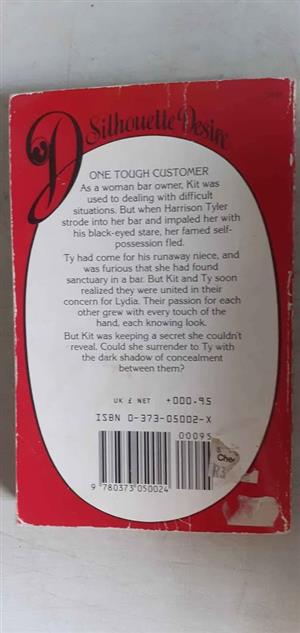 Silhouette Desire
ONE TOUGH CUSTOMER
As a woman bar owner, Kit was
used to dealing with difficult
situations. But when Harrison Tyler
strode into her bar and impaled her with
his black-eyed stare, her famed self-
possession fled.
Ty had come for his runaway niece, and
was furious that she had found
sanctuary in a bar. But Kit and Ty soon
realized they were united in their
concern for Lydia. Their passion for each
other grew with every touch of the
hand, each knowing look.
But Kit was keeping a secret she couldn't
reveal. Could she surrender to Ty with
the dark shadow of concealment
between them?
UK £ NET +000.95
ISBN 0-373-05002-X
00095
R3
9 780373 050024